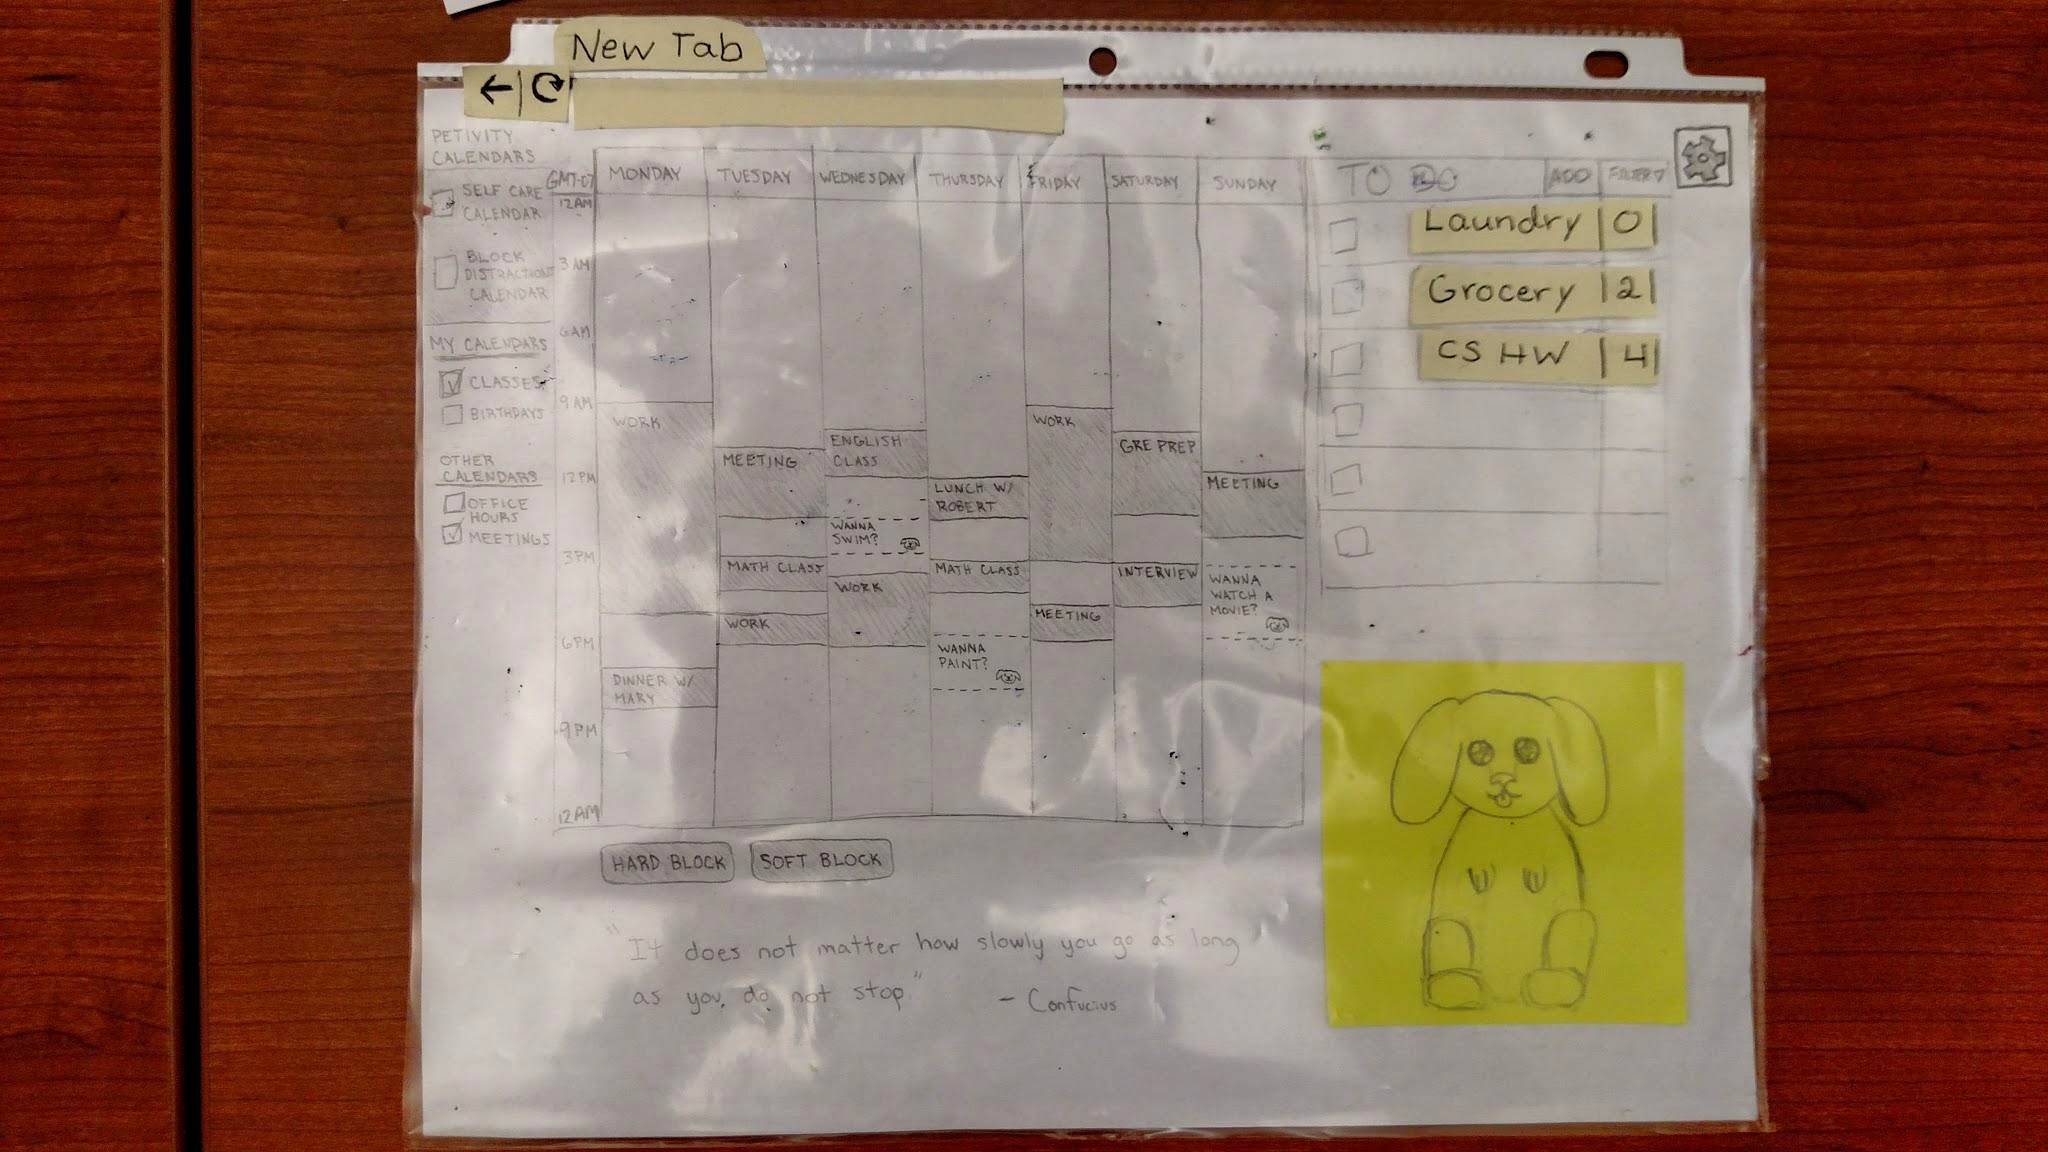 New Tab
PETIVITY
CALENDARS
SELF CARE
CALENDAR
BLOCK
DISTRACTIONS
CALENDAR
MY CALENDARS
CLASSES
BIRTHDAYS
OTHER
CALENDARS
OFFICE
HOURS
MEETINGS
GMT-07
12AM
3 AM
6AM
9 AM
12PM
3PM
6PM
9PM
12AM
MONDAY
WORK
DINNER W/
MARY
TUESDAY
MEETING
MATH CLASS
WORK
WEDNESDAY
ENGLISH
CLASS
WANNA
SWIM?
WORK
THURSDAY
LUNCH W/
ROBERT
MATH CLASS
WANNA
PAINT?
FRIDAY
WORK
MEETING
SATURDAY
GRE PREP
INTERVIEW
SUNDAY
MEETING
WANNA
WATCH A
MOVIE?
TO DO ADD FILTER
Laundry | 0 |
Grocery | 2 |
CS HW | 4 |
HARD BLOCK
SOFT BLOCK
"It does not matter how slowly you go as long
as you do not stop" - Confucius